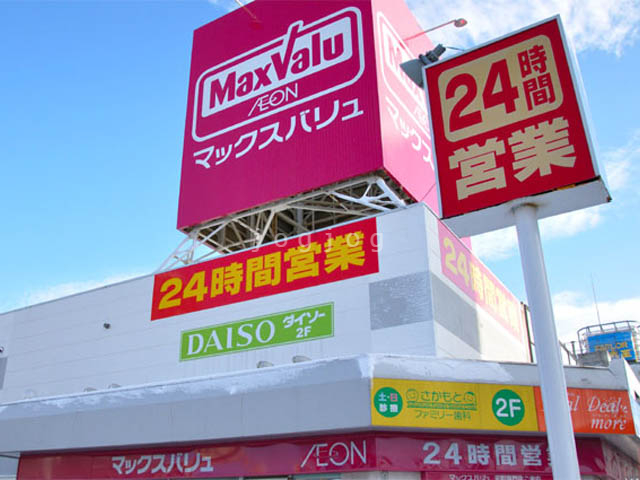 MaxValu
ÆON
マックスバリュ
24時間
営業
24時間営業
DAISO ダイソー
2F
土・日
診療
さかもと
ファミリー歯科
2F
Deal
more
マックスバリュ
ÆON
24時間営業
jogjog